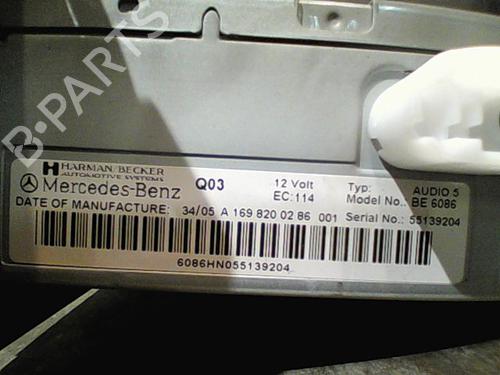 B-PARTS
HARMAN/BECKER
AUTOMOTIVE SYSTEMS
Mercedes-Benz Q03 12 Volt Typ: AUDIO 5
EC:114 Model No.: BE 6086
DATE OF MANUFACTURE: 34/05 A 169 820 02 86 001 Serial No.: 55139204
6086HN055139204